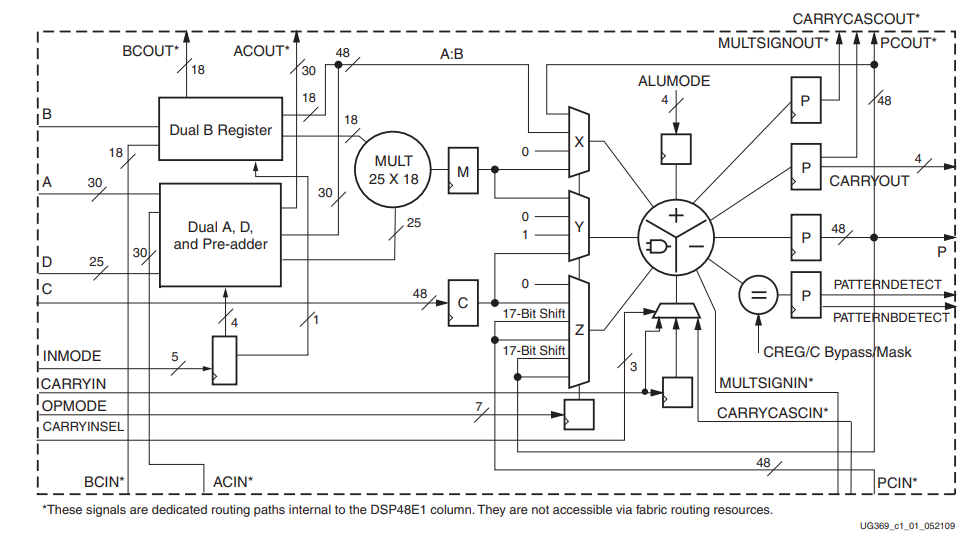 CARRYCASCOUT*
BCOUT* ACOUT* 48 A:B MULTSIGNOUT* PCOUT*
18 30 ALUMODE
18 4 P 48
B Dual B Register 18 X
MULT 0
18 25 X 18 M P 4
A 30 30 CARRYOUT
0
Dual A, D, 25 1 Y
and Pre-adder P 48
30 P
D 25 0 PATTERNDETECT
C 48 C = P
17-Bit Shift PATTERNBDETECT
4 1 Z
17-Bit Shift CREG/C Bypass/Mask
INMODE 5 3
CARRYIN MULTSIGNIN*
OPMODE 7 CARRYCASCIN*
CARRYINSEL
48
BCIN* ACIN* PCIN*
*These signals are dedicated routing paths internal to the DSP48E1 column. They are not accessible via fabric routing resources.
UG369_c1_01_052109